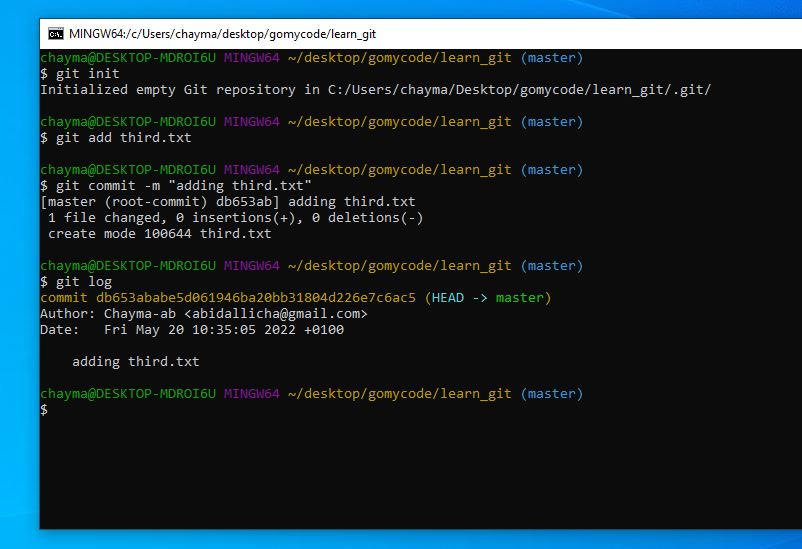 MINGW64:/c/Users/chayma/desktop/gomycode/learn_git
chayma@DESKTOP-MDROI6U MINGW64 ~/desktop/gomycode/learn_git (master)
$ git init
Initialized empty Git repository in C:/Users/chayma/Desktop/gomycode/learn_git/.git/
chayma@DESKTOP-MDROI6U MINGW64 ~/desktop/gomycode/learn_git (master)
$ git add third.txt
chayma@DESKTOP-MDROI6U MINGW64 ~/desktop/gomycode/learn_git (master)
$ git commit -m "adding third.txt"
[master (root-commit) db653ab] adding third.txt
 1 file changed, 0 insertions(+), 0 deletions(-)
 create mode 100644 third.txt
chayma@DESKTOP-MDROI6U MINGW64 ~/desktop/gomycode/learn_git (master)
$ git log
commit db653ababe5d061946ba20bb31804d226e7c6ac5 (HEAD -> master)
Author: Chayma-ab <abidallicha@gmail.com>
Date:   Fri May 20 10:35:05 2022 +0100
    adding third.txt
chayma@DESKTOP-MDROI6U MINGW64 ~/desktop/gomycode/learn_git (master)
$